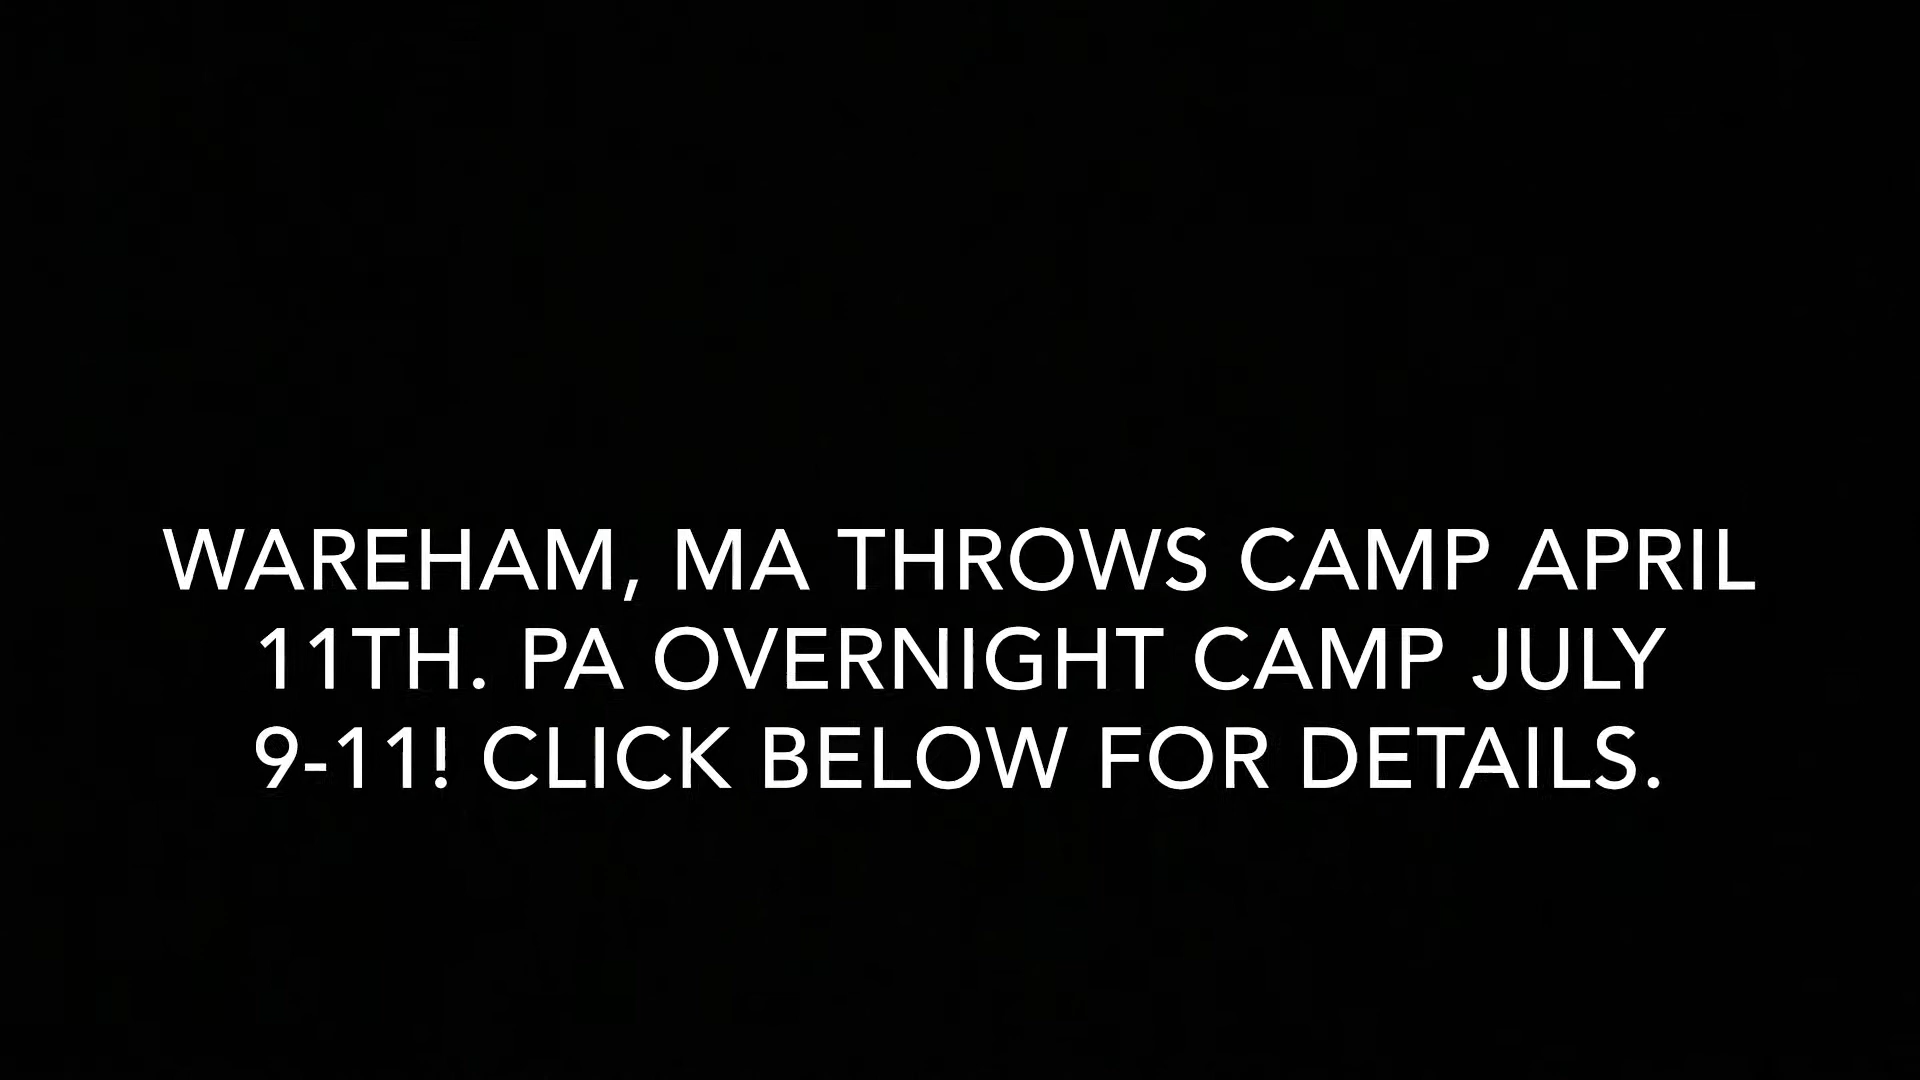 WAREHAM, MA THROWS CAMP APRIL
11TH. PA OVERNIGHT CAMP JULY
9-11! CLICK BELOW FOR DETAILS.